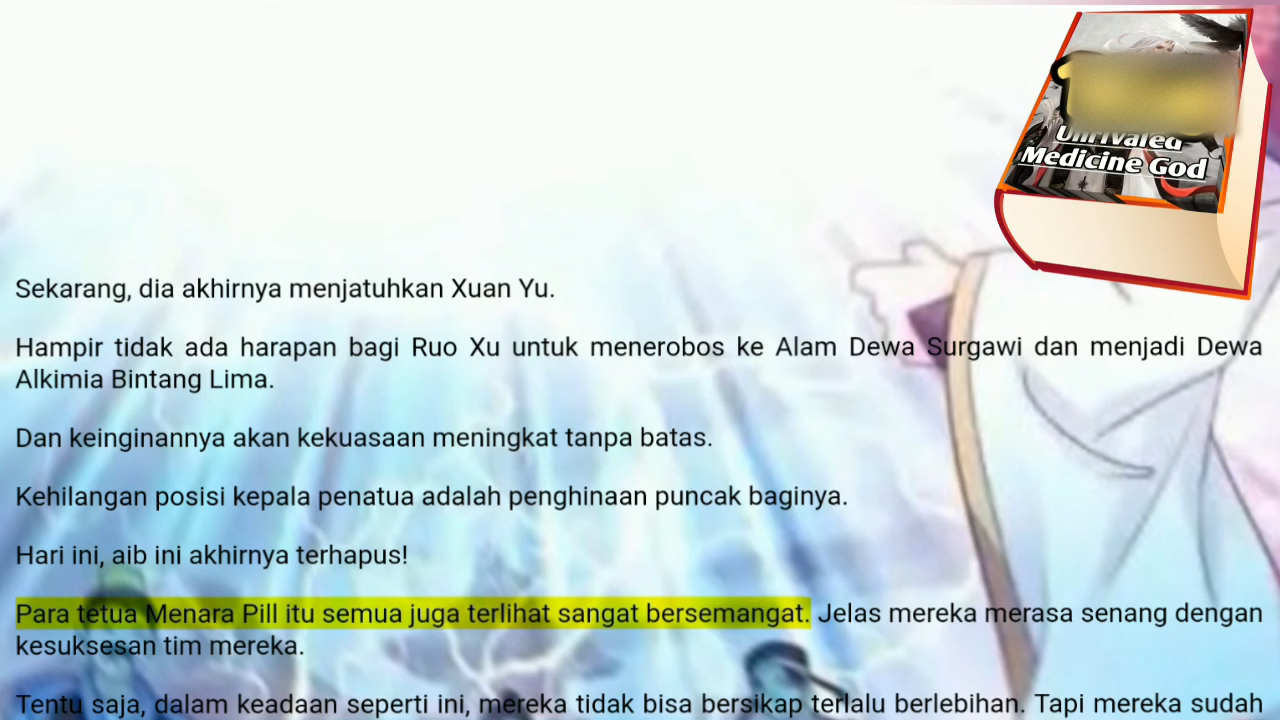 Unrivaled
Medicine God
Sekarang, dia akhirnya menjatuhkan Xuan Yu.
Hampir tidak ada harapan bagi Ruo Xu untuk menerobos ke Alam Dewa Surgawi dan menjadi Dewa
Alkimia Bintang Lima.
Dan keinginannya akan kekuasaan meningkat tanpa batas.
Kehilangan posisi kepala penatua adalah penghinaan puncak baginya.
Hari ini, aib ini akhirnya terhapus!
Para tetua Menara Pill itu semua juga terlihat sangat bersemangat. Jelas mereka merasa senang dengan
kesuksesan tim mereka.
Tentu saja, dalam keadaan seperti ini, mereka tidak bisa bersikap terlalu berlebihan. Tapi mereka sudah